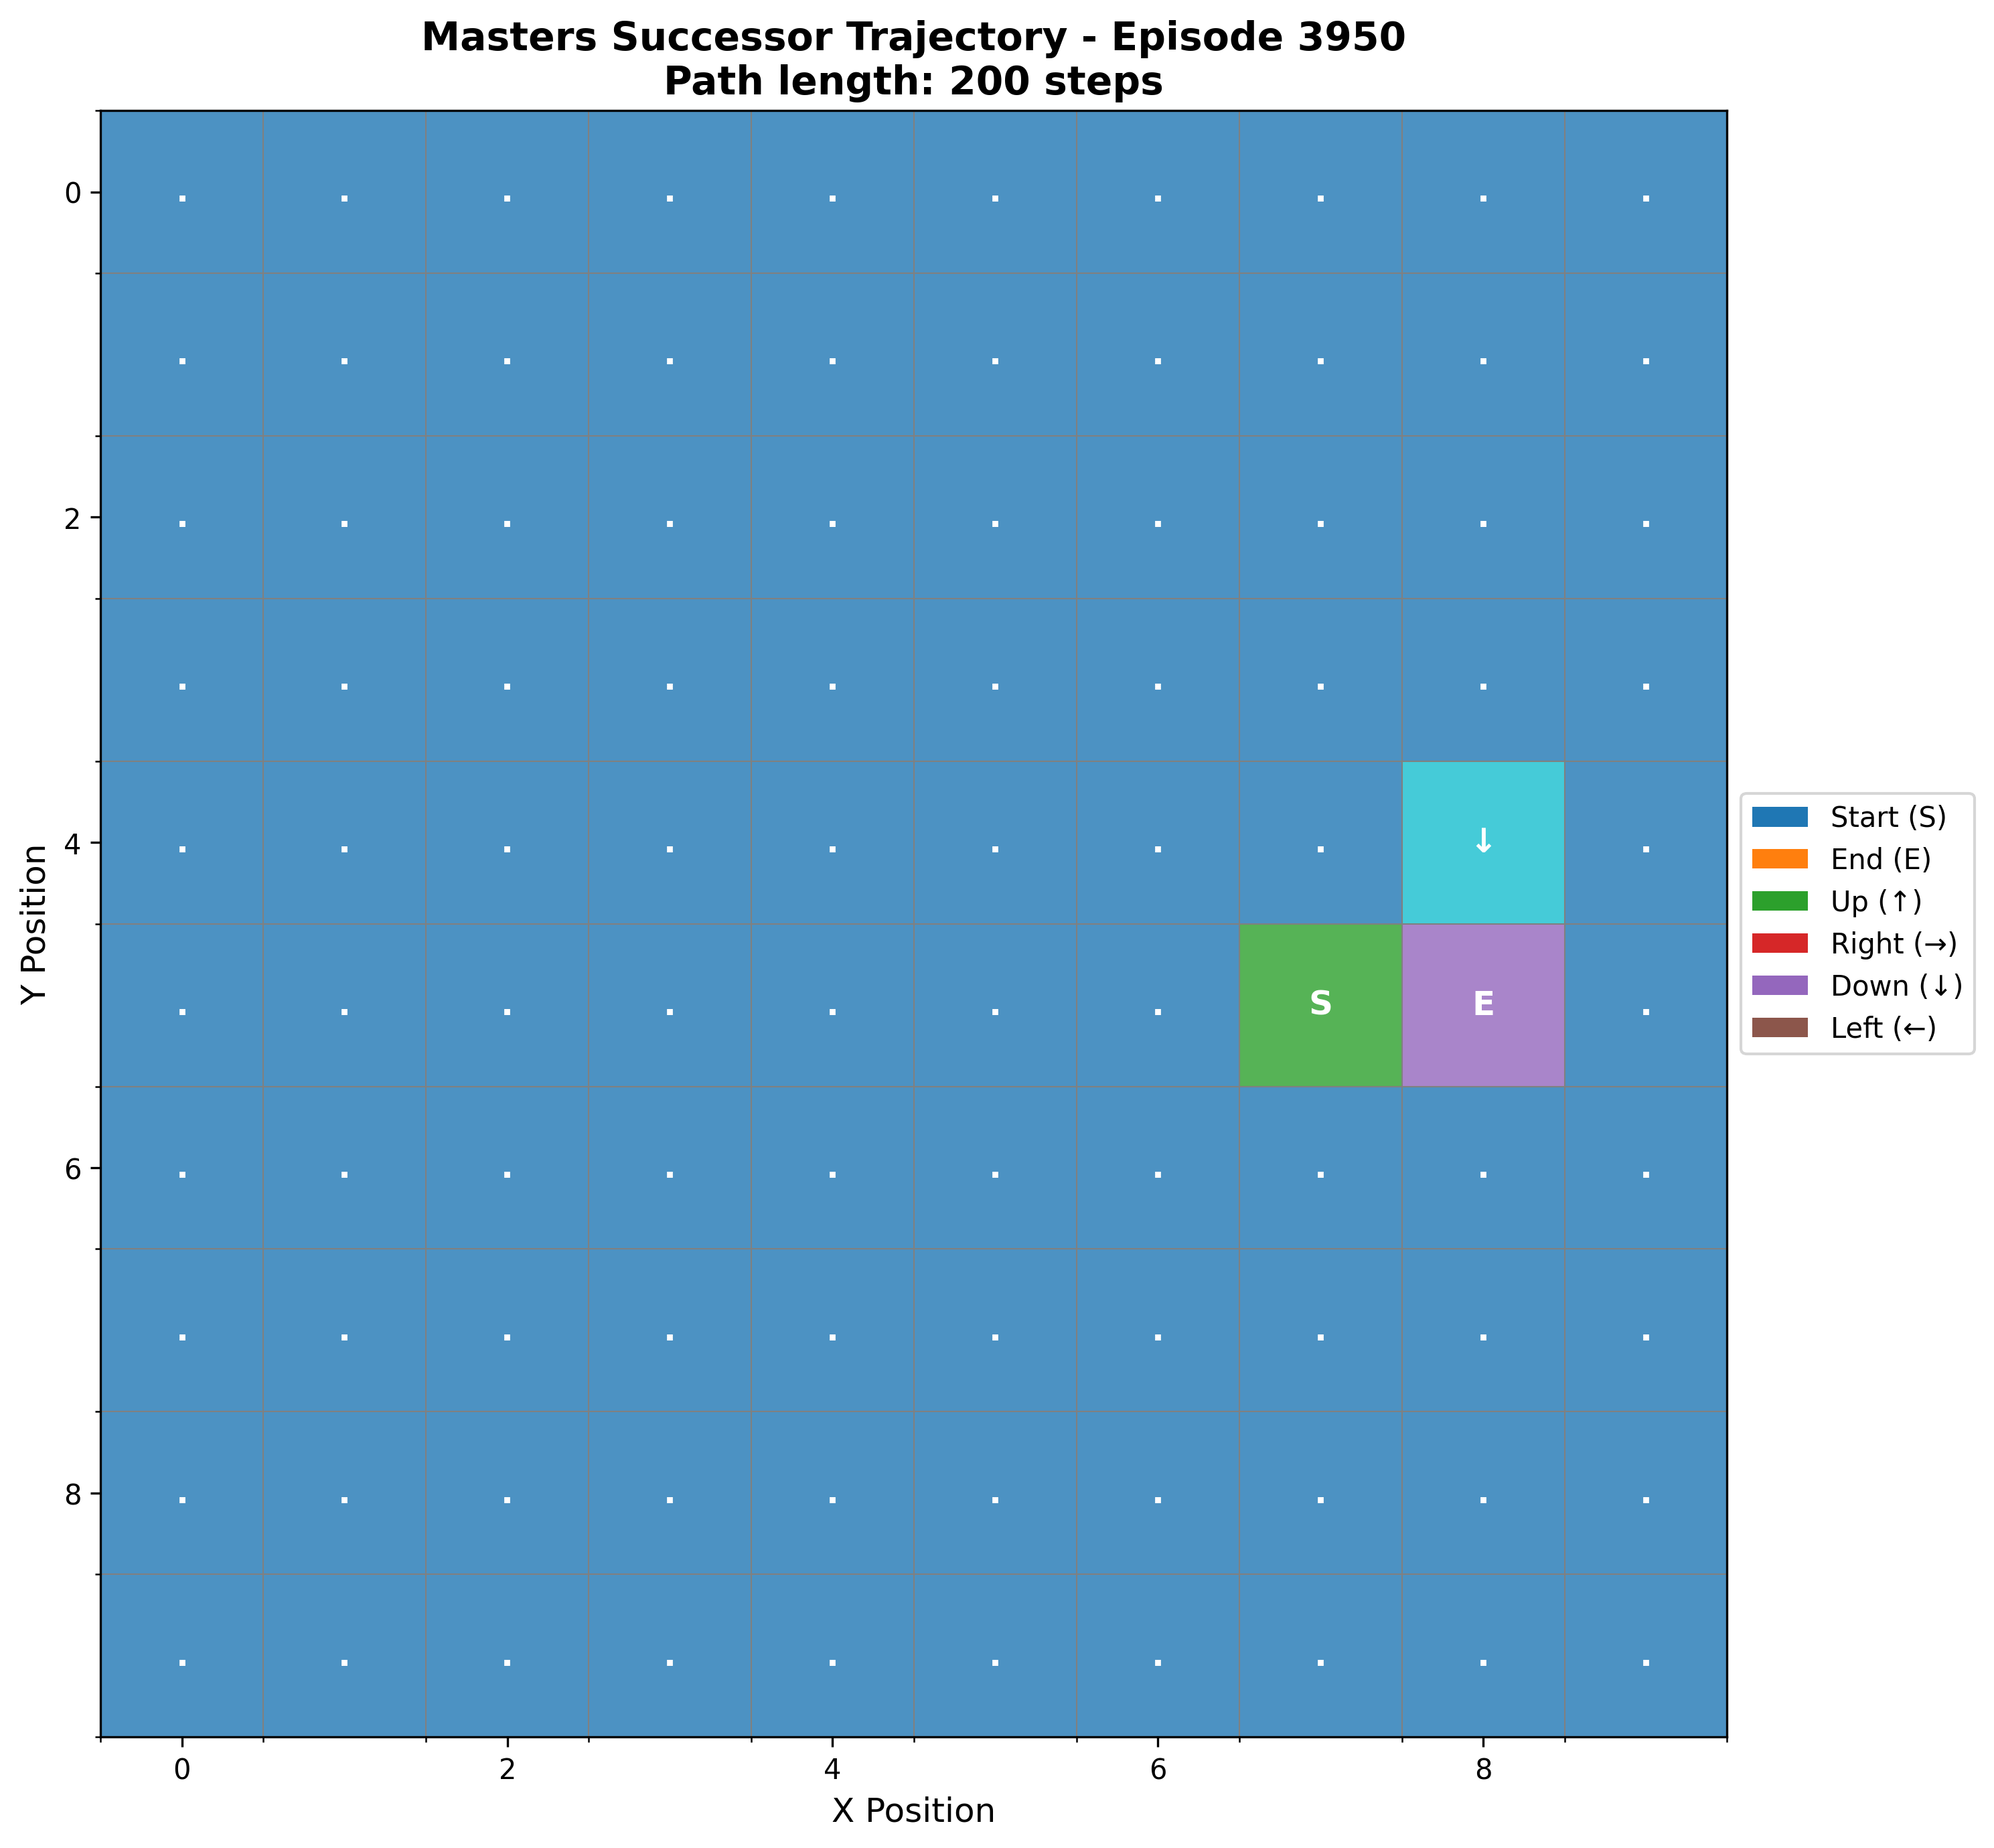 Masters Successor Trajectory - Episode 3950
Path length: 200 steps
0
2
4
6
8
Y Position
↓
S
E
0
2
4
6
8
X Position
Start (S)
End (E)
Up (↑)
Right (→)
Down (↓)
Left (←)